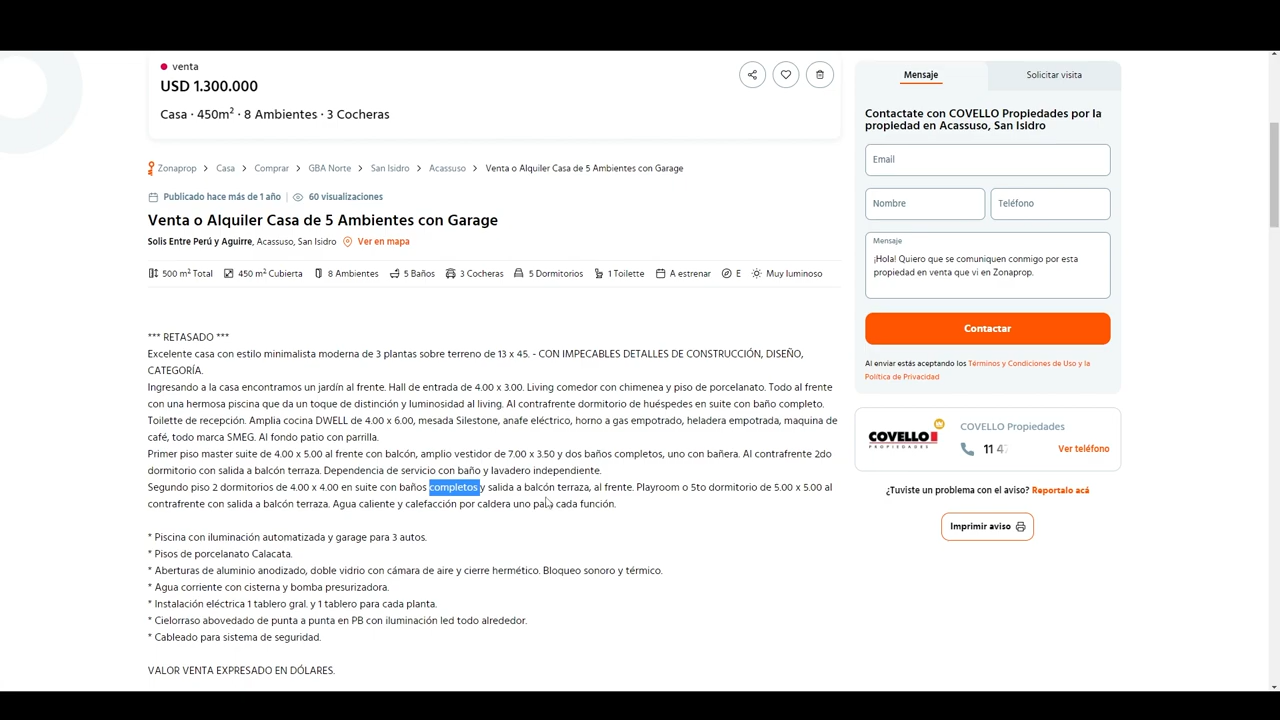 venta
USD 1.300.000
Casa · 450m² · 8 Ambientes · 3 Cocheras
Zonaprop > Casa > Comprar > GBA Norte > San Isidro > Acassuso > Venta o Alquiler Casa de 5 Ambientes con Garage
Publicado hace más de 1 año | 60 visualizaciones
Venta o Alquiler Casa de 5 Ambientes con Garage
Solis Entre Perú y Aguirre, Acassuso, San Isidro Ver en mapa
500 m² Total 450 m² Cubierta 8 Ambientes 5 Baños 3 Cocheras 5 Dormitorios 1 Toilette A estrenar E Muy luminoso
*** RETASADO ***
Excelente casa con estilo minimalista moderna de 3 plantas sobre terreno de 13 x 45. - CON IMPECABLES DETALLES DE CONSTRUCCIÓN, DISEÑO,
CATEGORÍA.
Ingresando a la casa encontramos un jardín al frente. Hall de entrada de 4.00 x 3.00. Living comedor con chimenea y piso de porcelanato. Todo al frente
con una hermosa piscina que da un toque de distinción y luminosidad al living. Al contrafrente dormitorio de huéspedes en suite con baño completo.
Toilette de recepción. Amplia cocina DWELL de 4.00 x 6.00, mesada Silestone, anafe eléctrico, horno a gas empotrado, heladera empotrada, maquina de
café, todo marca SMEG. Al fondo patio con parrilla.
Primer piso master suite de 4.00 x 5.00 al frente con balcón, amplio vestidor de 7.00 x 3.50 y dos baños completos, uno con bañera. Al contrafrente 2do
dormitorio con salida a balcón terraza. Dependencia de servicio con baño y lavadero independiente.
Segundo piso 2 dormitorios de 4.00 x 4.00 en suite con baños completos y salida a balcón terraza, al frente. Playroom o 5to dormitorio de 5.00 x 5.00 al
contrafrente con salida a balcón terraza. Agua caliente y calefacción por caldera uno para cada función.
* Piscina con iluminación automatizada y garage para 3 autos.
* Pisos de porcelanato Calacata.
* Aberturas de aluminio anodizado, doble vidrio con cámara de aire y cierre hermético. Bloqueo sonoro y térmico.
* Agua corriente con cisterna y bomba presurizadora.
* Instalación eléctrica 1 tablero gral. y 1 tablero para cada planta.
* Cielorraso abovedado de punta a punta en PB con iluminación led todo alrededor.
* Cableado para sistema de seguridad.
VALOR VENTA EXPRESADO EN DÓLARES.
Mensaje Solicitar visita
Contactate con COVELLO Propiedades por la
propiedad en Acassuso, San Isidro
Email
Nombre Teléfono
Mensaje
¡Hola! Quiero que se comuniquen conmigo por esta
propiedad en venta que vi en Zonaprop.
Contactar
Al enviar estás aceptando los Términos y Condiciones de Uso y la
Política de Privacidad
COVELLO
PROPIEDADES
COVELLO Propiedades
11 47 Ver teléfono
¿Tuviste un problema con el aviso? Reportalo acá
Imprimir aviso